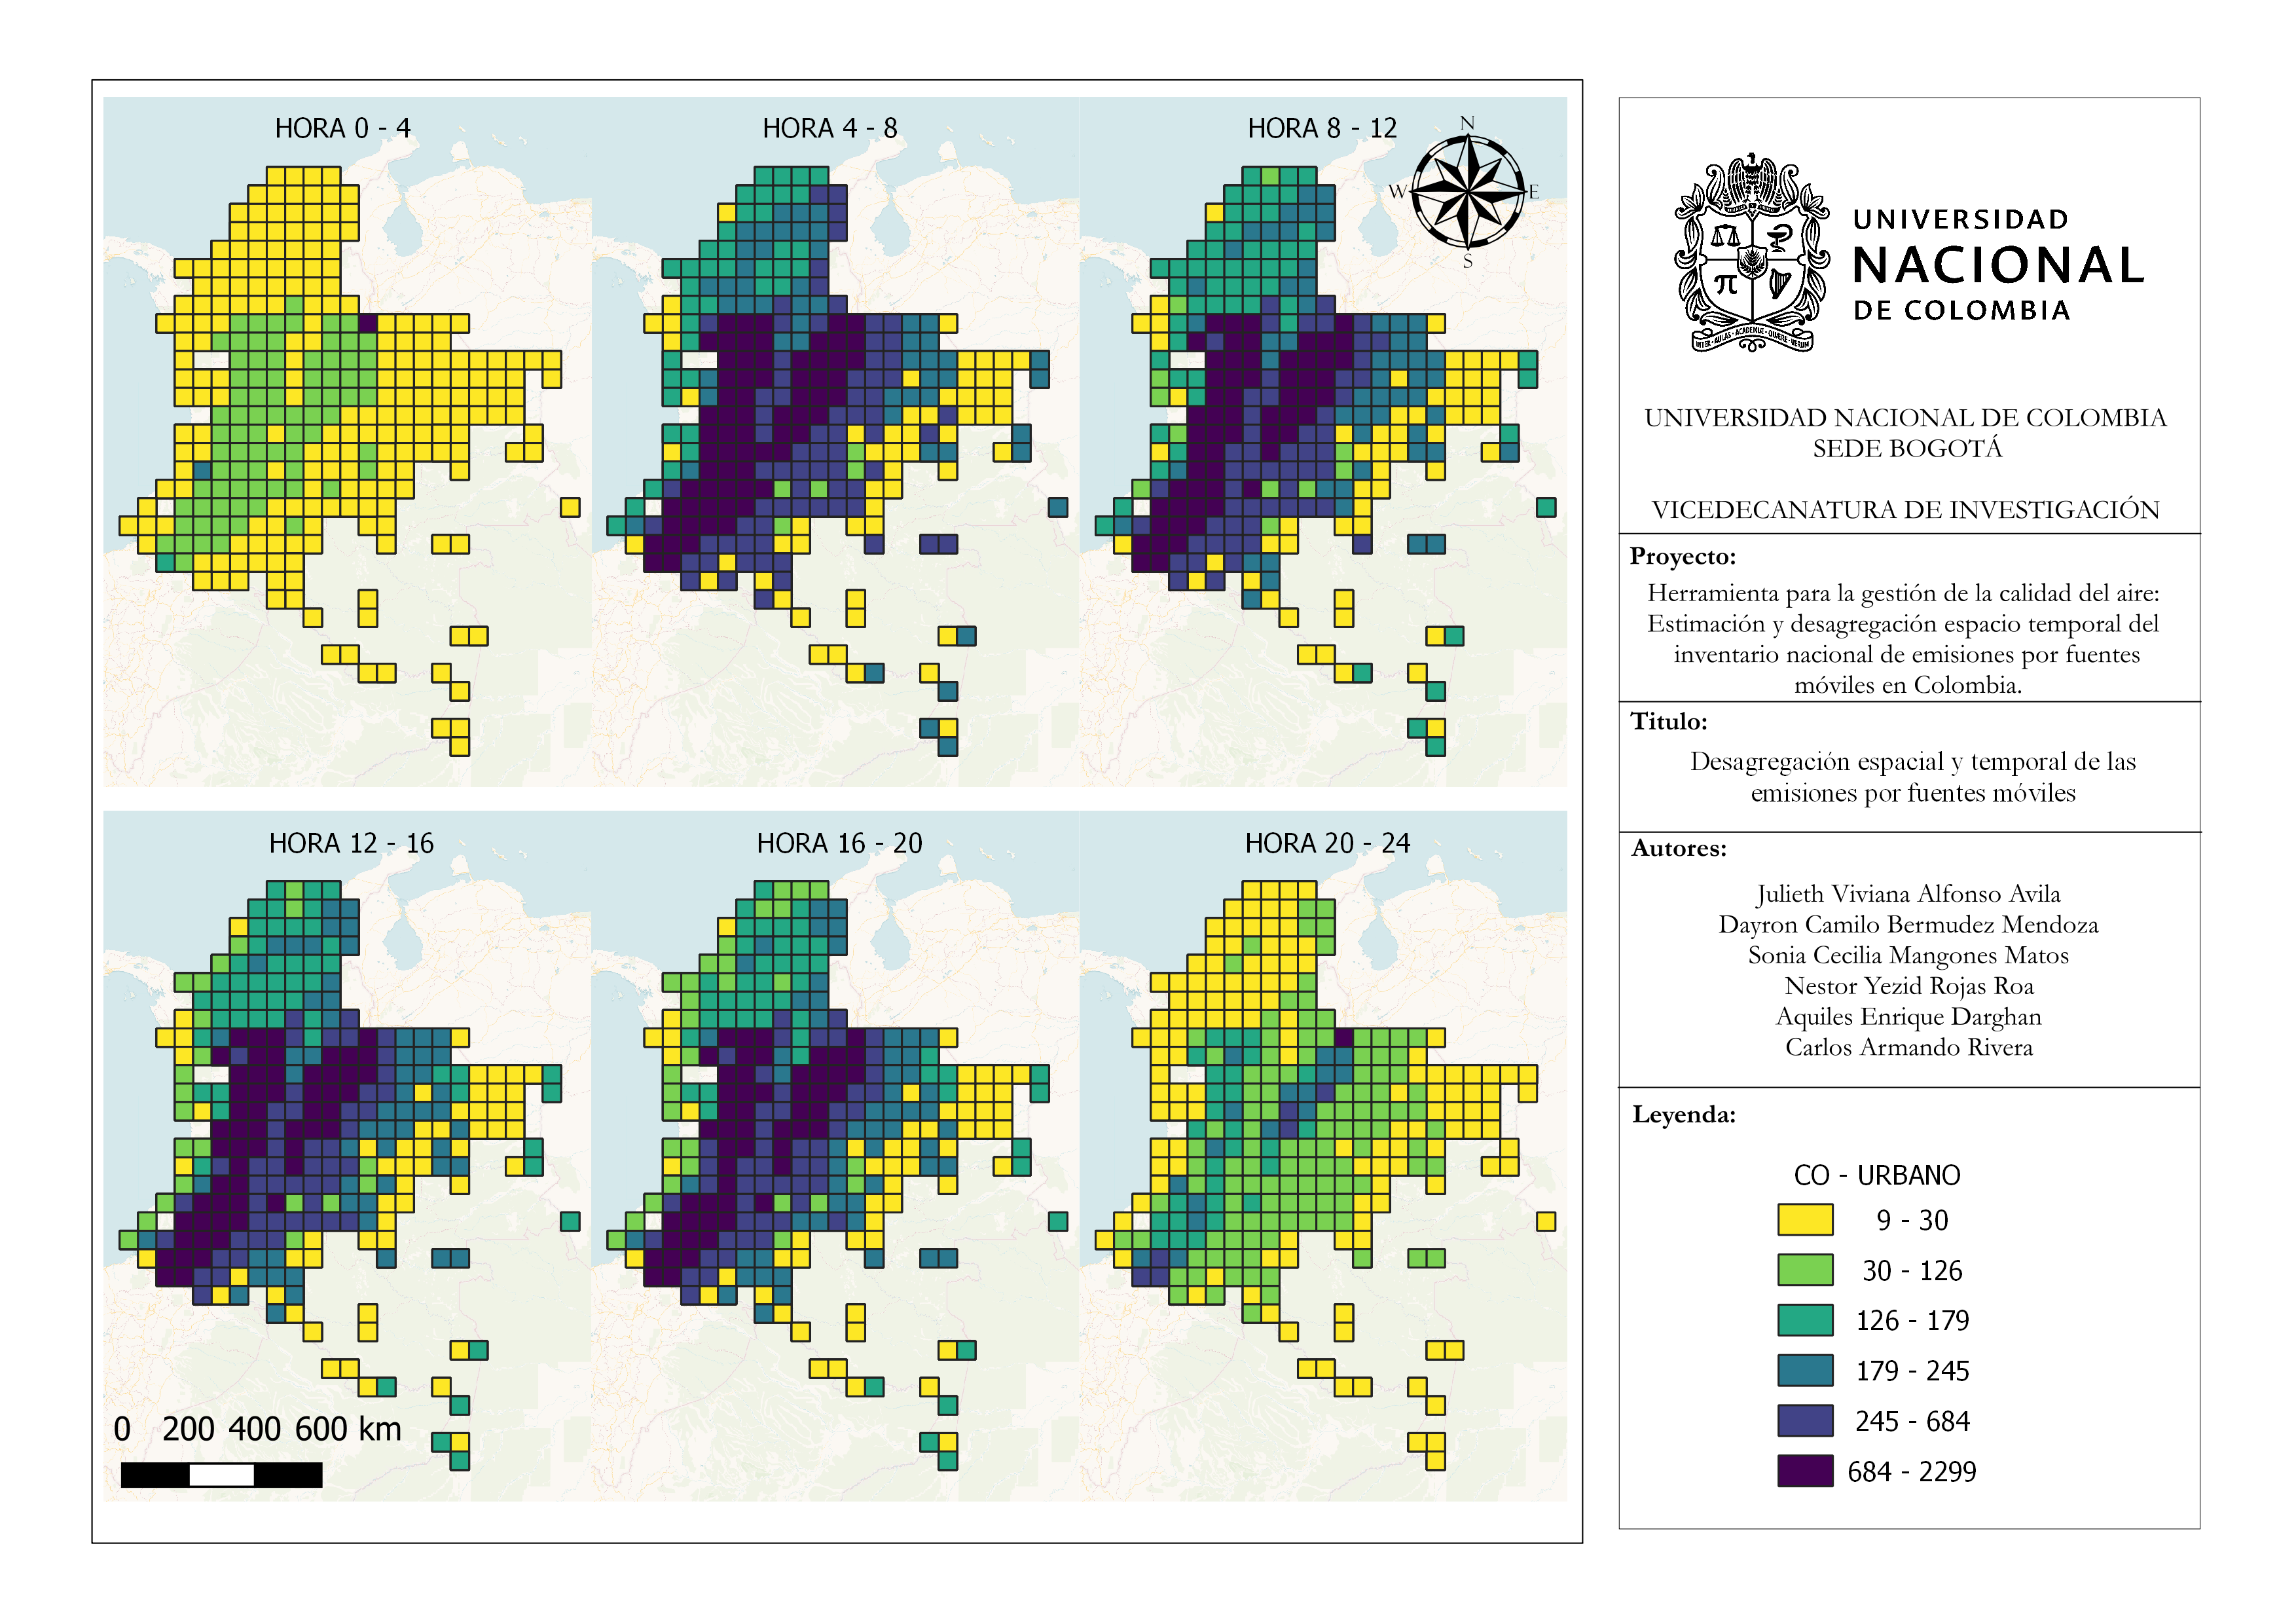 HORA 0 - 4
HORA 4 - 8
HORA 8 - 12
N
W
E
S
HORA 12 - 16
HORA 16 - 20
HORA 20 - 24
0 200 400 600 km
UNIVERSIDAD
NACIONAL
DE COLOMBIA
INTER · AULAS · ACADEMIÆ · QUÆRE · VERUM
UNIVERSIDAD NACIONAL DE COLOMBIA
SEDE BOGOTÁ
VICEDECANATURA DE INVESTIGACIÓN
Proyecto:
Herramienta para la gestión de la calidad del aire:
Estimación y desagregación espacio temporal del
inventario nacional de emisiones por fuentes
móviles en Colombia.
Titulo:
Desagregación espacial y temporal de las
emisiones por fuentes móviles
Autores:
Julieth Viviana Alfonso Avila
Dayron Camilo Bermudez Mendoza
Sonia Cecilia Mangones Matos
Nestor Yezid Rojas Roa
Aquiles Enrique Darghan
Carlos Armando Rivera
Leyenda:
CO - URBANO
9 - 30
30 - 126
126 - 179
179 - 245
245 - 684
684 - 2299